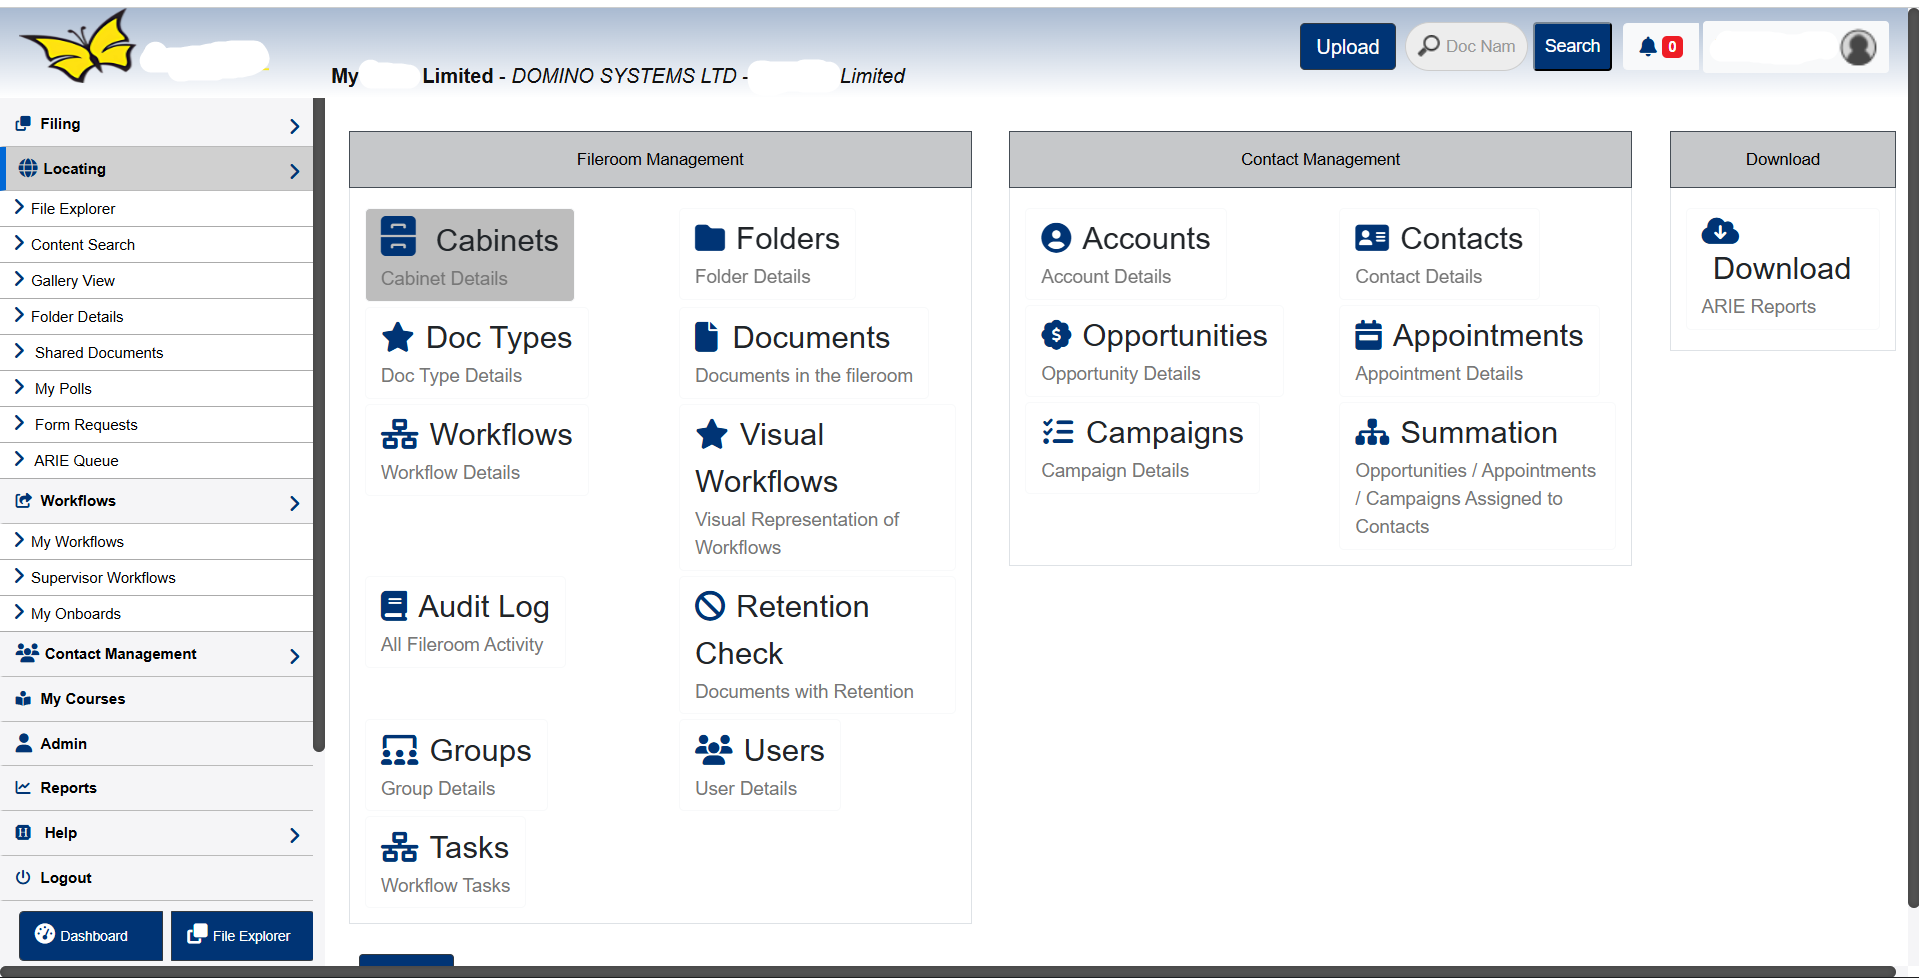 Upload
Doc Nam
Search
0
My Limited - DOMINO SYSTEMS LTD - Limited
Filing
Locating
File Explorer
Content Search
Gallery View
Folder Details
Shared Documents
My Polls
Form Requests
ARIE Queue
Workflows
My Workflows
Supervisor Workflows
My Onboards
Contact Management
My Courses
Admin
Reports
Help
Logout
Dashboard
File Explorer
Fileroom Management
Cabinets
Cabinet Details
Folders
Folder Details
Doc Types
Doc Type Details
Documents
Documents in the fileroom
Workflows
Workflow Details
Visual
Workflows
Visual Representation of
Workflows
Audit Log
All Fileroom Activity
Retention
Check
Documents with Retention
Groups
Group Details
Users
User Details
Tasks
Workflow Tasks
Contact Management
Accounts
Account Details
Contacts
Contact Details
Opportunities
Opportunity Details
Appointments
Appointment Details
Campaigns
Campaign Details
Summation
Opportunities / Appointments
/ Campaigns Assigned to
Contacts
Download
Download
ARIE Reports